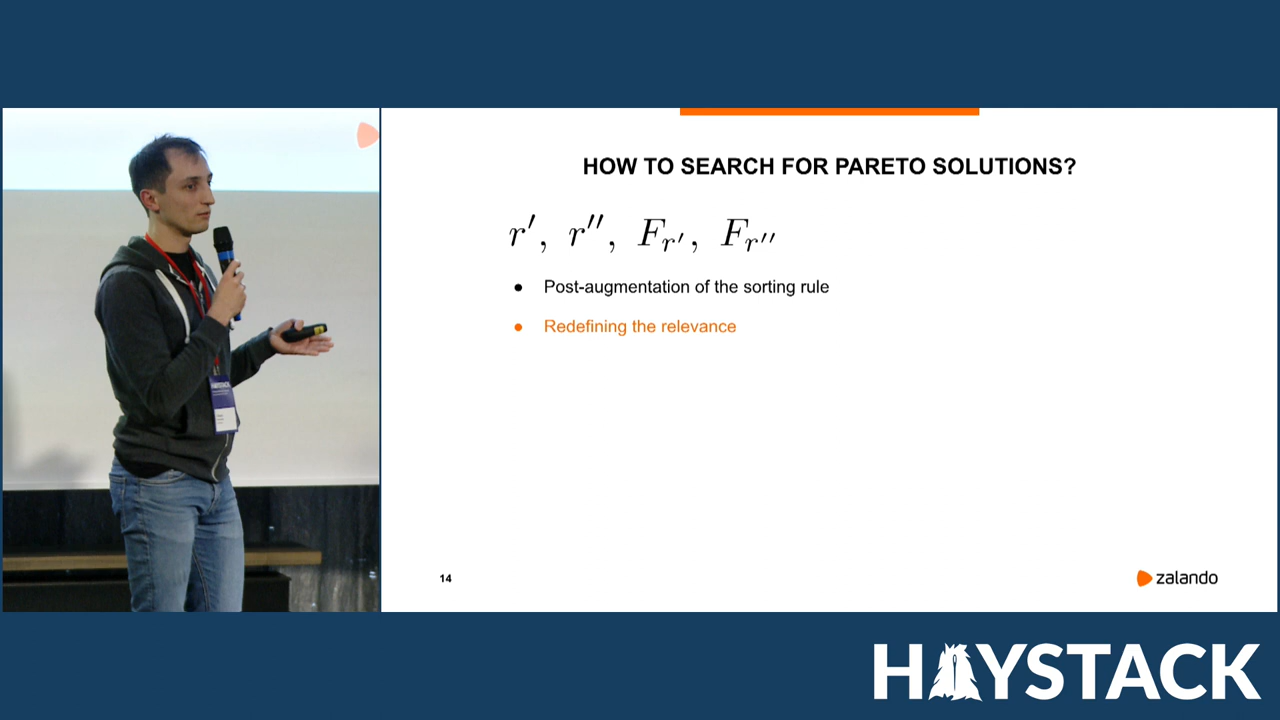 HOW TO SEARCH FOR PARETO SOLUTIONS?
r′, r′′, F_{r′}, F_{r′′}
• Post-augmentation of the sorting rule
• Redefining the relevance
14
zalando
HAYSTACK
HAYSTACK